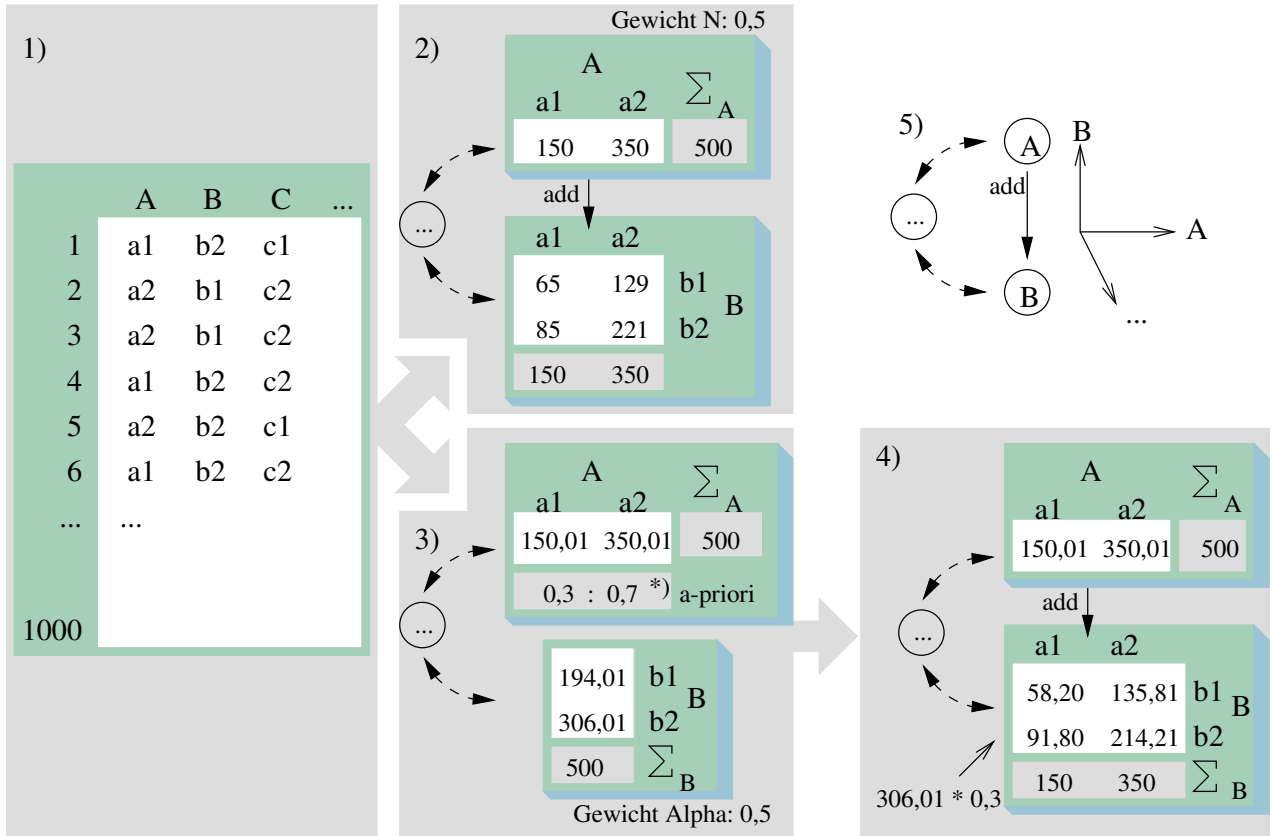 1)
A B C ...
1 a1 b2 c1
2 a2 b1 c2
3 a2 b1 c2
4 a1 b2 c2
5 a2 b2 c1
6 a1 b2 c2
... ...
1000
Gewicht N: 0,5
2)
A
a1 a2 ∑A
150 350 500
add
...
a1 a2
65 129 b1
B
85 221 b2
150 350
3)
A
a1 a2 ∑A
150,01 350,01 500
0,3 : 0,7 *) a-priori
...
194,01 b1
B
306,01 b2
500 ∑B
Gewicht Alpha: 0,5
4)
A
a1 a2 ∑A
150,01 350,01 500
add
...
a1 a2
58,20 135,81 b1
B
91,80 214,21 b2
150 350 ∑B
306,01 * 0,3
5)
A
add
...
B
B
A
...